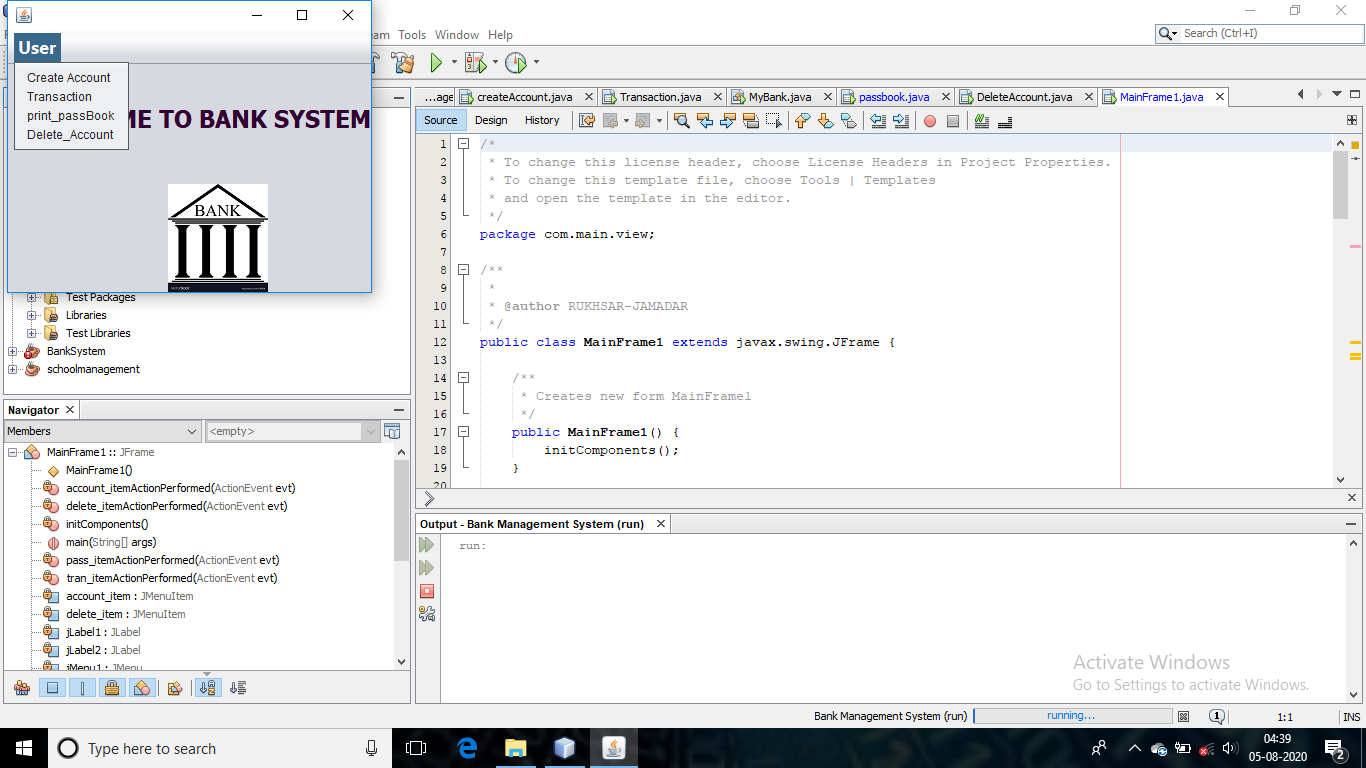 User
Create Account
Transaction
print_passBook
Delete_Account
ME TO BANK SYSTEM
BANK
Tools Window Help
Search (Ctrl+I)
createAccount.java Transaction.java MyBank.java passbook.java DeleteAccount.java MainFrame1.java
Source Design History
1 /*
2 * To change this license header, choose License Headers in Project Properties.
3 * To change this template file, choose Tools | Templates
4 * and open the template in the editor.
5 */
6 package com.main.view;
7
8 /**
9 *
10 * @author RUKHSAR-JAMADAR
11 */
12 public class MainFrame1 extends javax.swing.JFrame {
13
14 /**
15 * Creates new form MainFrame1
16 */
17 public MainFrame1() {
18 initComponents();
19 }
20
Test Packages
Libraries
Test Libraries
BankSystem
schoolmanagement
Navigator
Members <empty>
MainFrame1 :: JFrame
MainFrame1()
account_itemActionPerformed(ActionEvent evt)
delete_itemActionPerformed(ActionEvent evt)
initComponents()
main(String[] args)
pass_itemActionPerformed(ActionEvent evt)
tran_itemActionPerformed(ActionEvent evt)
account_item : JMenuItem
delete_item : JMenuItem
jLabel1 : JLabel
jLabel2 : JLabel
jMenu1 : JMenu
Output - Bank Management System (run)
run:
Activate Windows
Go to Settings to activate Windows.
Bank Management System (run) running... 1 1:1 INS
Type here to search
04:39
05-08-2020
2